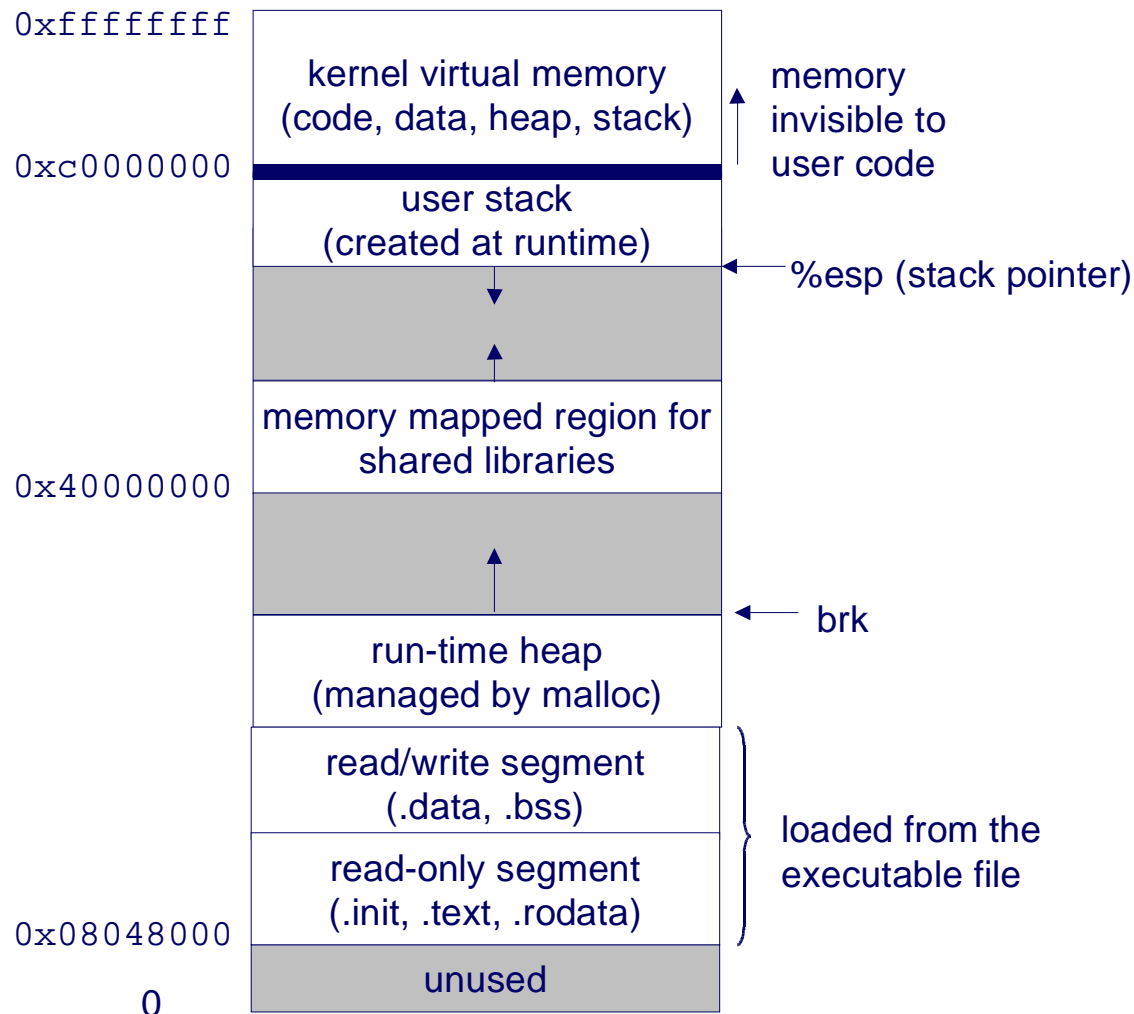 0xffffffff
kernel virtual memory
(code, data, heap, stack)
memory
invisible to
user code
0xc0000000
user stack
(created at runtime)
%esp (stack pointer)
memory mapped region for
shared libraries
0x40000000
brk
run-time heap
(managed by malloc)
read/write segment
(.data, .bss)
loaded from the
executable file
read-only segment
(.init, .text, .rodata)
0x08048000
unused
0